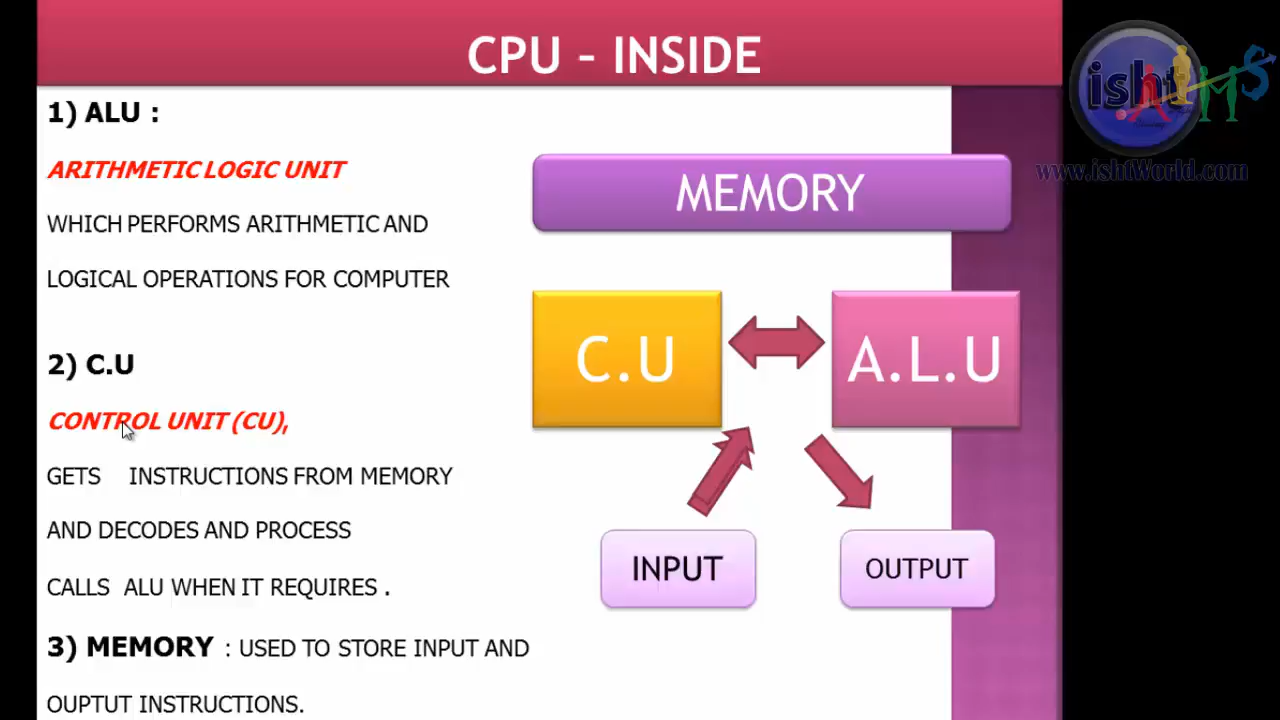 CPU - INSIDE
1) ALU :
ARITHMETIC LOGIC UNIT
WHICH PERFORMS ARITHMETIC AND
LOGICAL OPERATIONS FOR COMPUTER
2) C.U
CONTROL UNIT (CU),
GETS INSTRUCTIONS FROM MEMORY
AND DECODES AND PROCESS
CALLS ALU WHEN IT REQUIRES .
3) MEMORY : USED TO STORE INPUT AND
OUPTUT INSTRUCTIONS.
MEMORY
C.U
A.L.U
INPUT
OUTPUT
isht
AIMS
www.ishtWorld.com